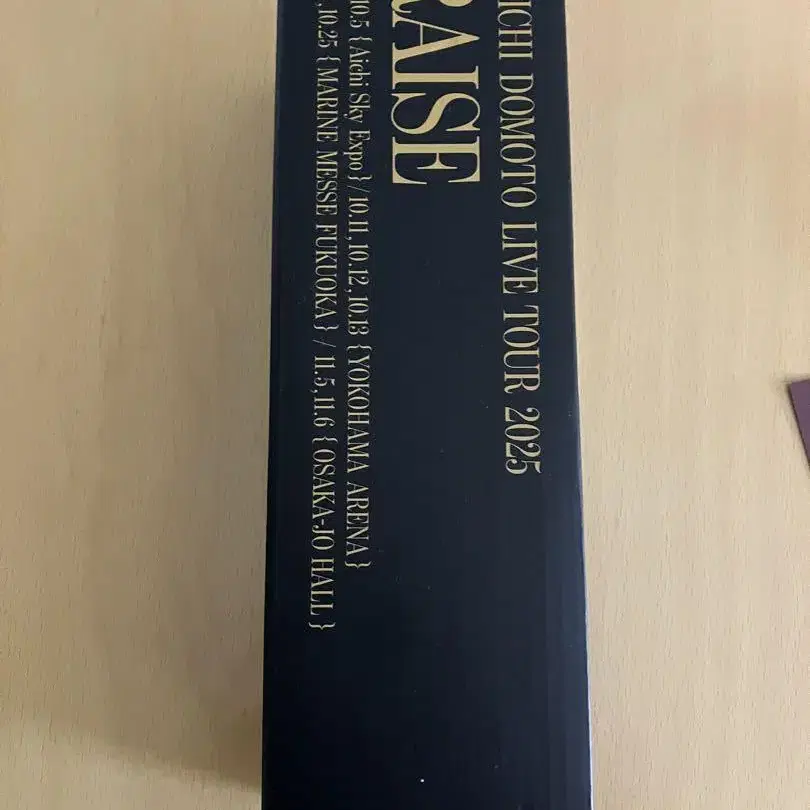 ICHI DOMOTO LIVE TOUR 2025
RAISE
10.5 { Aichi Sky Expo } / 10.11, 10.12, 10.13 { YOKOHAMA ARENA }
, 10.25 { MARINE MESSE FUKUOKA } / 11.5, 11.6 { OSAKA-JO HALL }